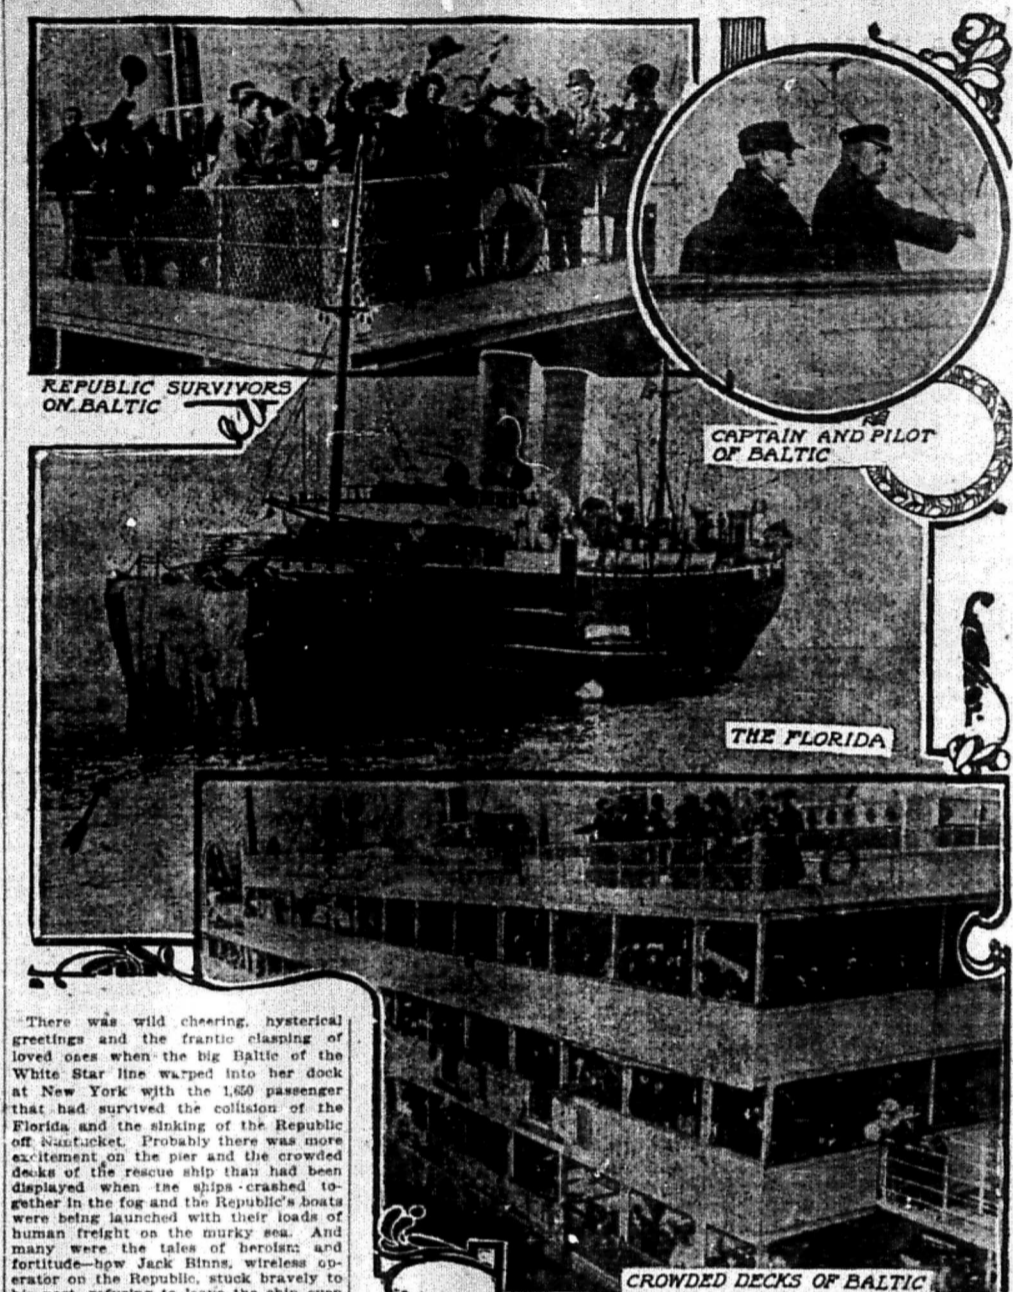 REPUBLIC SURVIVORS
ON BALTIC
CAPTAIN AND PILOT
OF BALTIC
THE FLORIDA
There was wild cheering, hysterical
greetings and the frantic clasping of
loved ones when the big Baltic of the
White Star line warped into her dock
at New York with the 1,650 passenger
that had survived the collision of the
Florida and the sinking of the Republic
off Nantucket. Probably there was more
excitement on the pier and the crowded
decks of the rescue ship than had been
displayed when the ships crashed to-
gether in the fog and the Republic's boats
were being launched with their loads of
human freight on the murky sea. And
many were the tales of heroism and
fortitude—how Jack Binns, wireless op-
erator on the Republic, stuck bravely to
refusing to leave the ship
CROWDED DECKS OF BALTIC